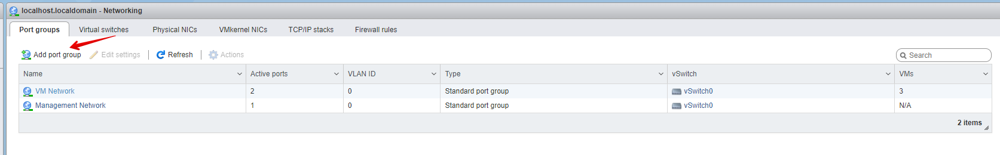 localhost.localdomain - Networking
Port groups Virtual switches Physical NICs VMkernel NICs TCP/IP stacks Firewall rules
Add port group Edit settings Refresh Actions Search
Name Active ports VLAN ID Type vSwitch VMs
VM Network 2 0 Standard port group vSwitch0 3
Management Network 1 0 Standard port group vSwitch0 N/A
2 items